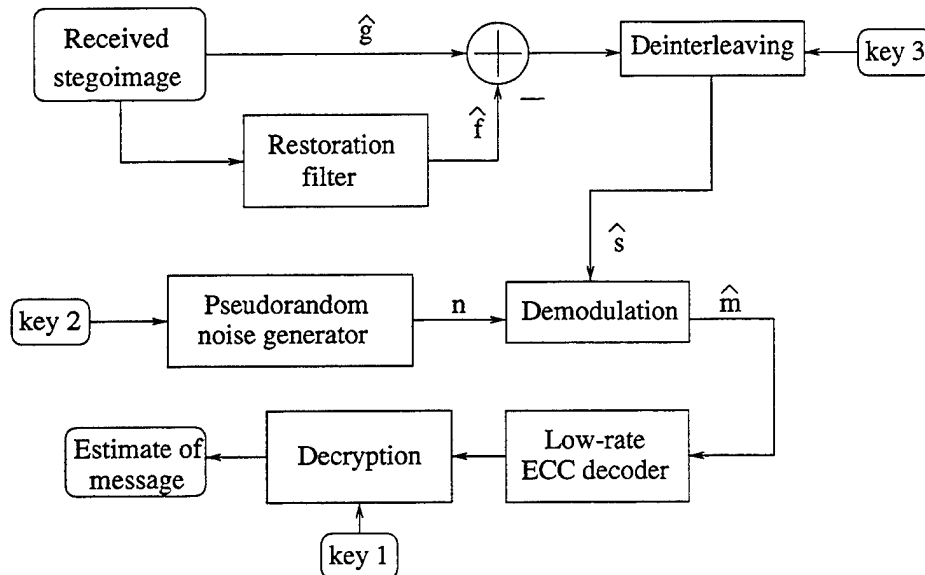 Received
stegoimage
ĝ
Deinterleaving
key 3
Restoration
filter
f̂
−
ŝ
key 2
Pseudorandom
noise generator
n
Demodulation
m̂
Estimate of
message
Decryption
Low-rate
ECC decoder
key 1